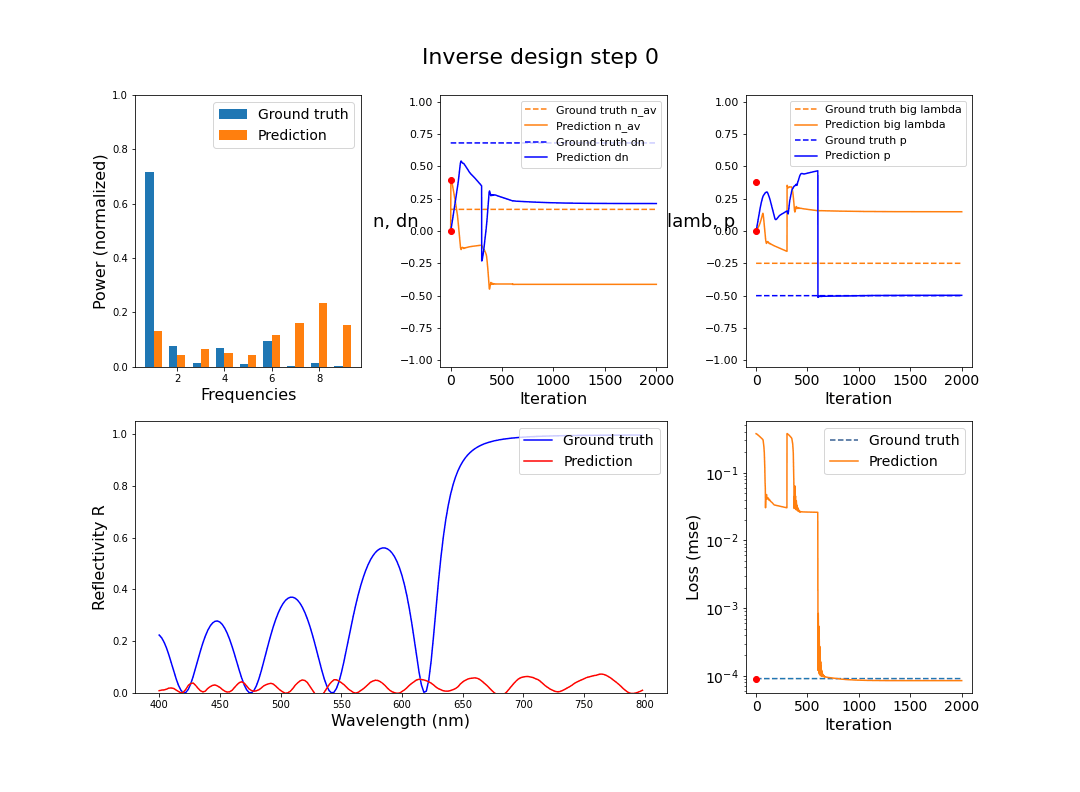 Inverse design step 0
Power (normalized)
1.0
0.8
0.6
0.4
0.2
0.0
2 4 6 8
Frequencies
Ground truth
Prediction
n, dn
1.00
0.75
0.50
0.25
0.00
−0.25
−0.50
−0.75
−1.00
0 500 1000 1500 2000
Iteration
Ground truth n_av
Prediction n_av
Ground truth dn
Prediction dn
lamb, p
1.00
0.75
0.50
0.25
0.00
−0.25
−0.50
−0.75
−1.00
0 500 1000 1500 2000
Iteration
Ground truth big lambda
Prediction big lambda
Ground truth p
Prediction p
Reflectivity R
1.0
0.8
0.6
0.4
0.2
0.0
400 450 500 550 600 650 700 750 800
Wavelength (nm)
Ground truth
Prediction
Loss (mse)
10⁻¹
10⁻²
10⁻³
10⁻⁴
0 500 1000 1500 2000
Iteration
Ground truth
Prediction